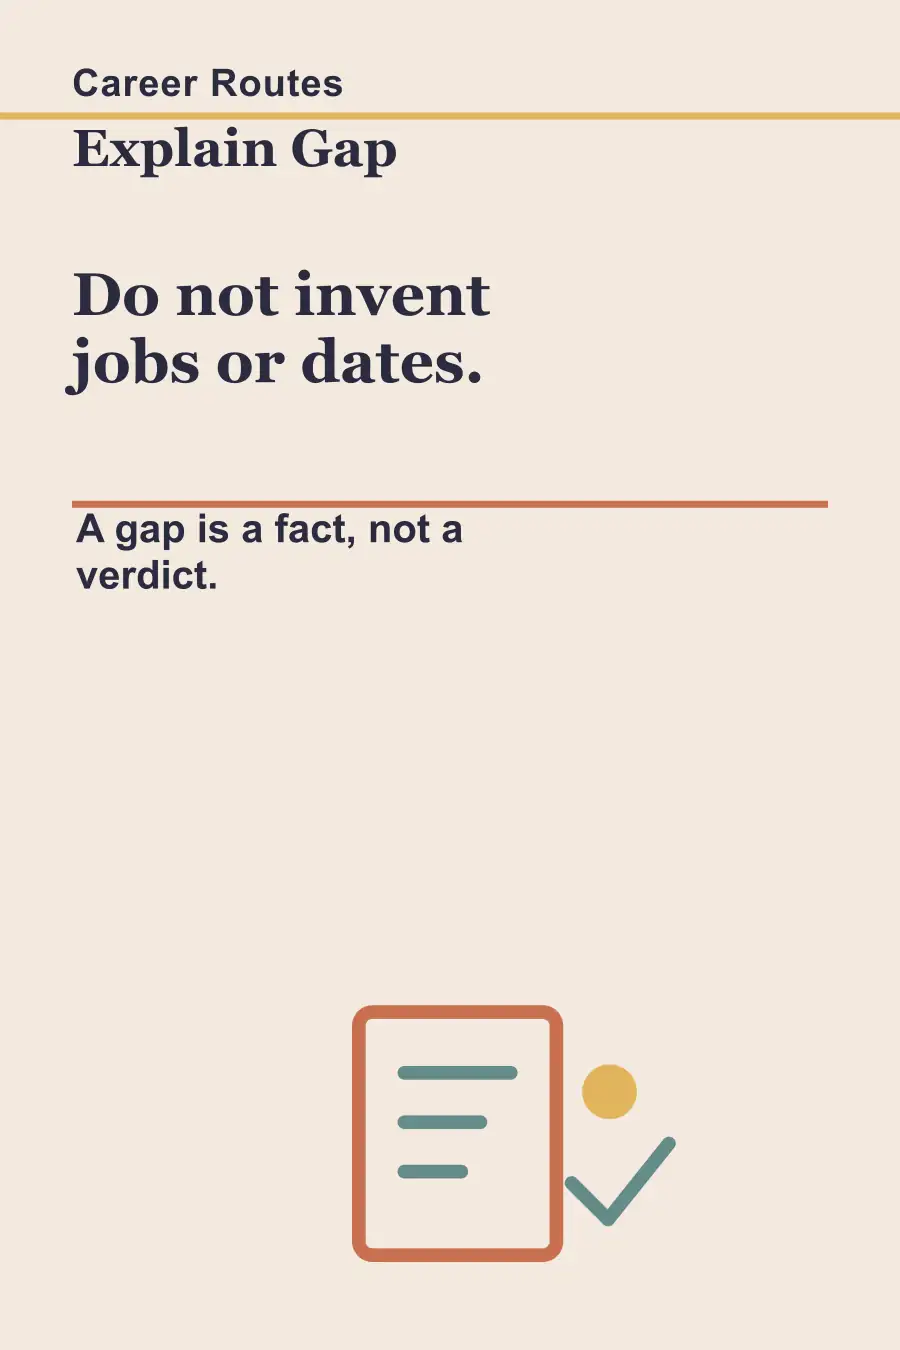 Career Routes
Explain Gap
Do not invent
jobs or dates.
A gap is a fact, not a
verdict.